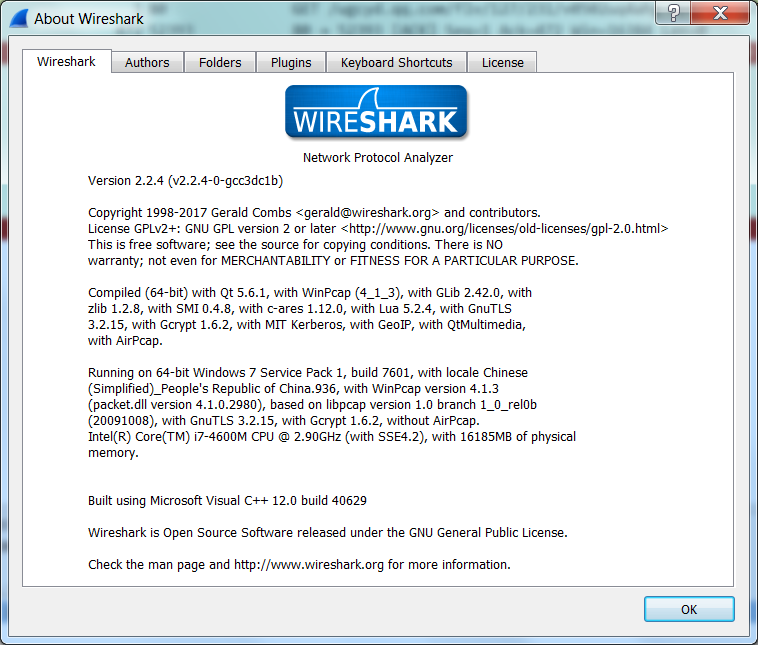 About Wireshark
Wireshark
Authors
Folders
Plugins
Keyboard Shortcuts
License
WIRESHARK
Network Protocol Analyzer
Version 2.2.4 (v2.2.4-0-gcc3dc1b)
Copyright 1998-2017 Gerald Combs <gerald@wireshark.org> and contributors.
License GPLv2+: GNU GPL version 2 or later <http://www.gnu.org/licenses/old-licenses/gpl-2.0.html>
This is free software; see the source for copying conditions. There is NO
warranty; not even for MERCHANTABILITY or FITNESS FOR A PARTICULAR PURPOSE.
Compiled (64-bit) with Qt 5.6.1, with WinPcap (4_1_3), with GLib 2.42.0, with
zlib 1.2.8, with SMI 0.4.8, with c-ares 1.12.0, with Lua 5.2.4, with GnuTLS
3.2.15, with Gcrypt 1.6.2, with MIT Kerberos, with GeoIP, with QtMultimedia,
with AirPcap.
Running on 64-bit Windows 7 Service Pack 1, build 7601, with locale Chinese
(Simplified)_People's Republic of China.936, with WinPcap version 4.1.3
(packet.dll version 4.1.0.2980), based on libpcap version 1.0 branch 1_0_rel0b
(20091008), with GnuTLS 3.2.15, with Gcrypt 1.6.2, without AirPcap.
Intel(R) Core(TM) i7-4600M CPU @ 2.90GHz (with SSE4.2), with 16185MB of physical
memory.
Built using Microsoft Visual C++ 12.0 build 40629
Wireshark is Open Source Software released under the GNU General Public License.
Check the man page and http://www.wireshark.org for more information.
OK